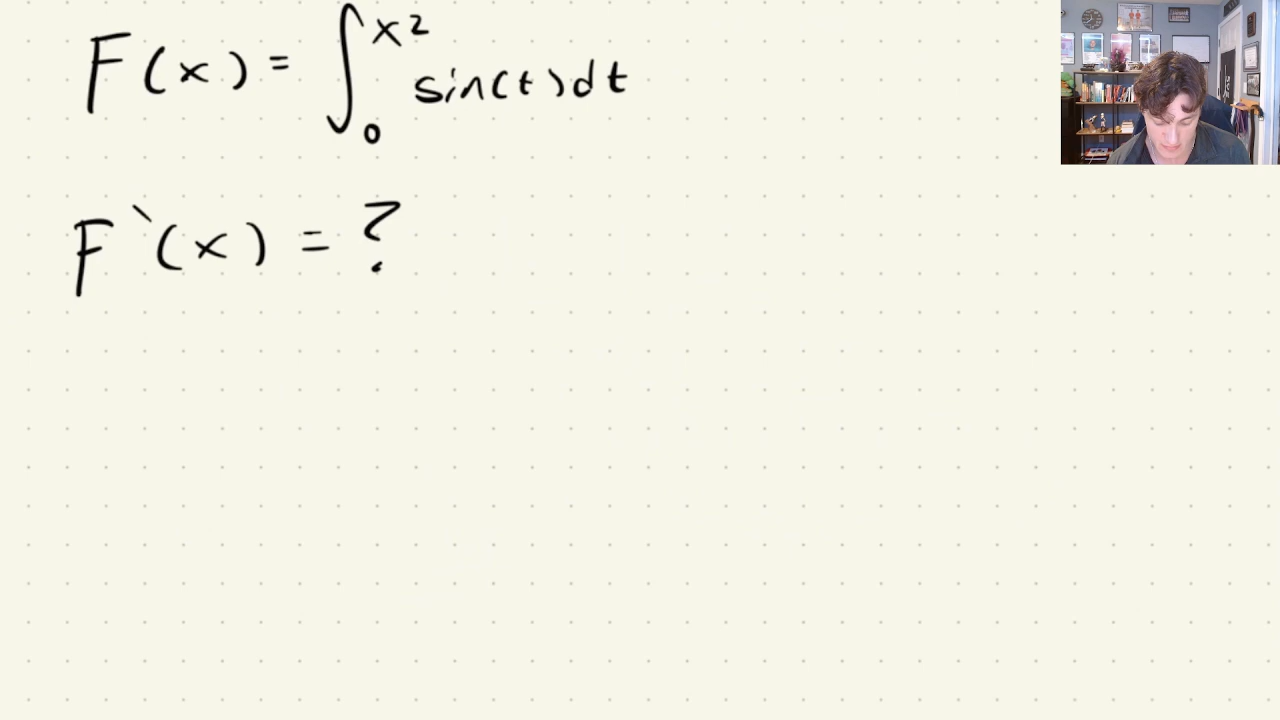 F(x) = ∫₀^x² sin(t)dt
F`(x) = ?